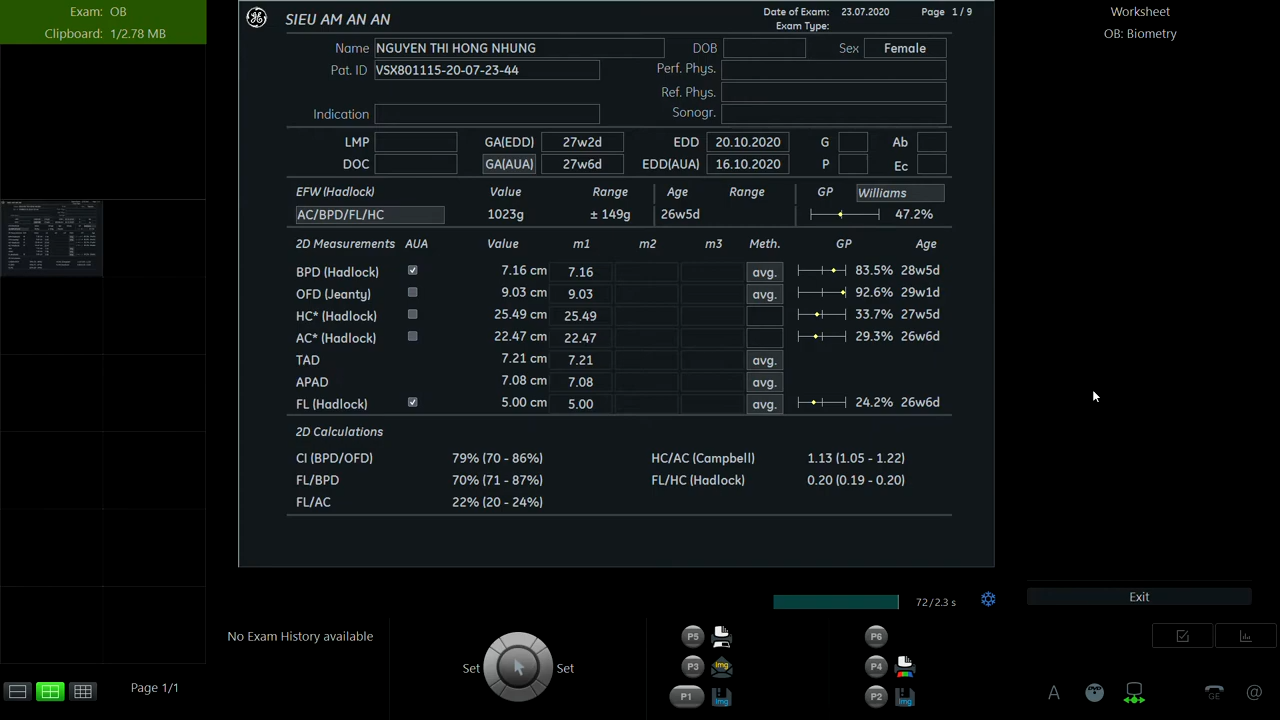 Exam: OB
Clipboard: 1/2.78 MB
SIEU AM AN AN
Date of Exam: 23.07.2020 Page 1 / 9
Exam Type:
Name NGUYEN THI HONG NHUNG DOB Sex Female
Pat. ID VSX801115-20-07-23-44 Perf. Phys.
Ref. Phys.
Indication Sonogr.
LMP GA(EDD) 27w2d EDD 20.10.2020 G Ab
DOC GA(AUA) 27w6d EDD(AUA) 16.10.2020 P Ec
EFW (Hadlock) Value Range Age Range GP Williams
AC/BPD/FL/HC 1023g ± 149g 26w5d 47.2%
2D Measurements AUA Value m1 m2 m3 Meth. GP Age
BPD (Hadlock) 7.16 cm 7.16 avg. 83.5% 28w5d
OFD (Jeanty) 9.03 cm 9.03 avg. 92.6% 29w1d
HC* (Hadlock) 25.49 cm 25.49 33.7% 27w5d
AC* (Hadlock) 22.47 cm 22.47 29.3% 26w6d
TAD 7.21 cm 7.21 avg.
APAD 7.08 cm 7.08 avg.
FL (Hadlock) 5.00 cm 5.00 avg. 24.2% 26w6d
2D Calculations
CI (BPD/OFD) 79% (70 - 86%) HC/AC (Campbell) 1.13 (1.05 - 1.22)
FL/BPD 70% (71 - 87%) FL/HC (Hadlock) 0.20 (0.19 - 0.20)
FL/AC 22% (20 - 24%)
Worksheet
OB: Biometry
72/2.3 s
Exit
No Exam History available
Set Set
P5 P6
P3 Img P4
P1 Img P2 Img
Page 1/1
A GE @